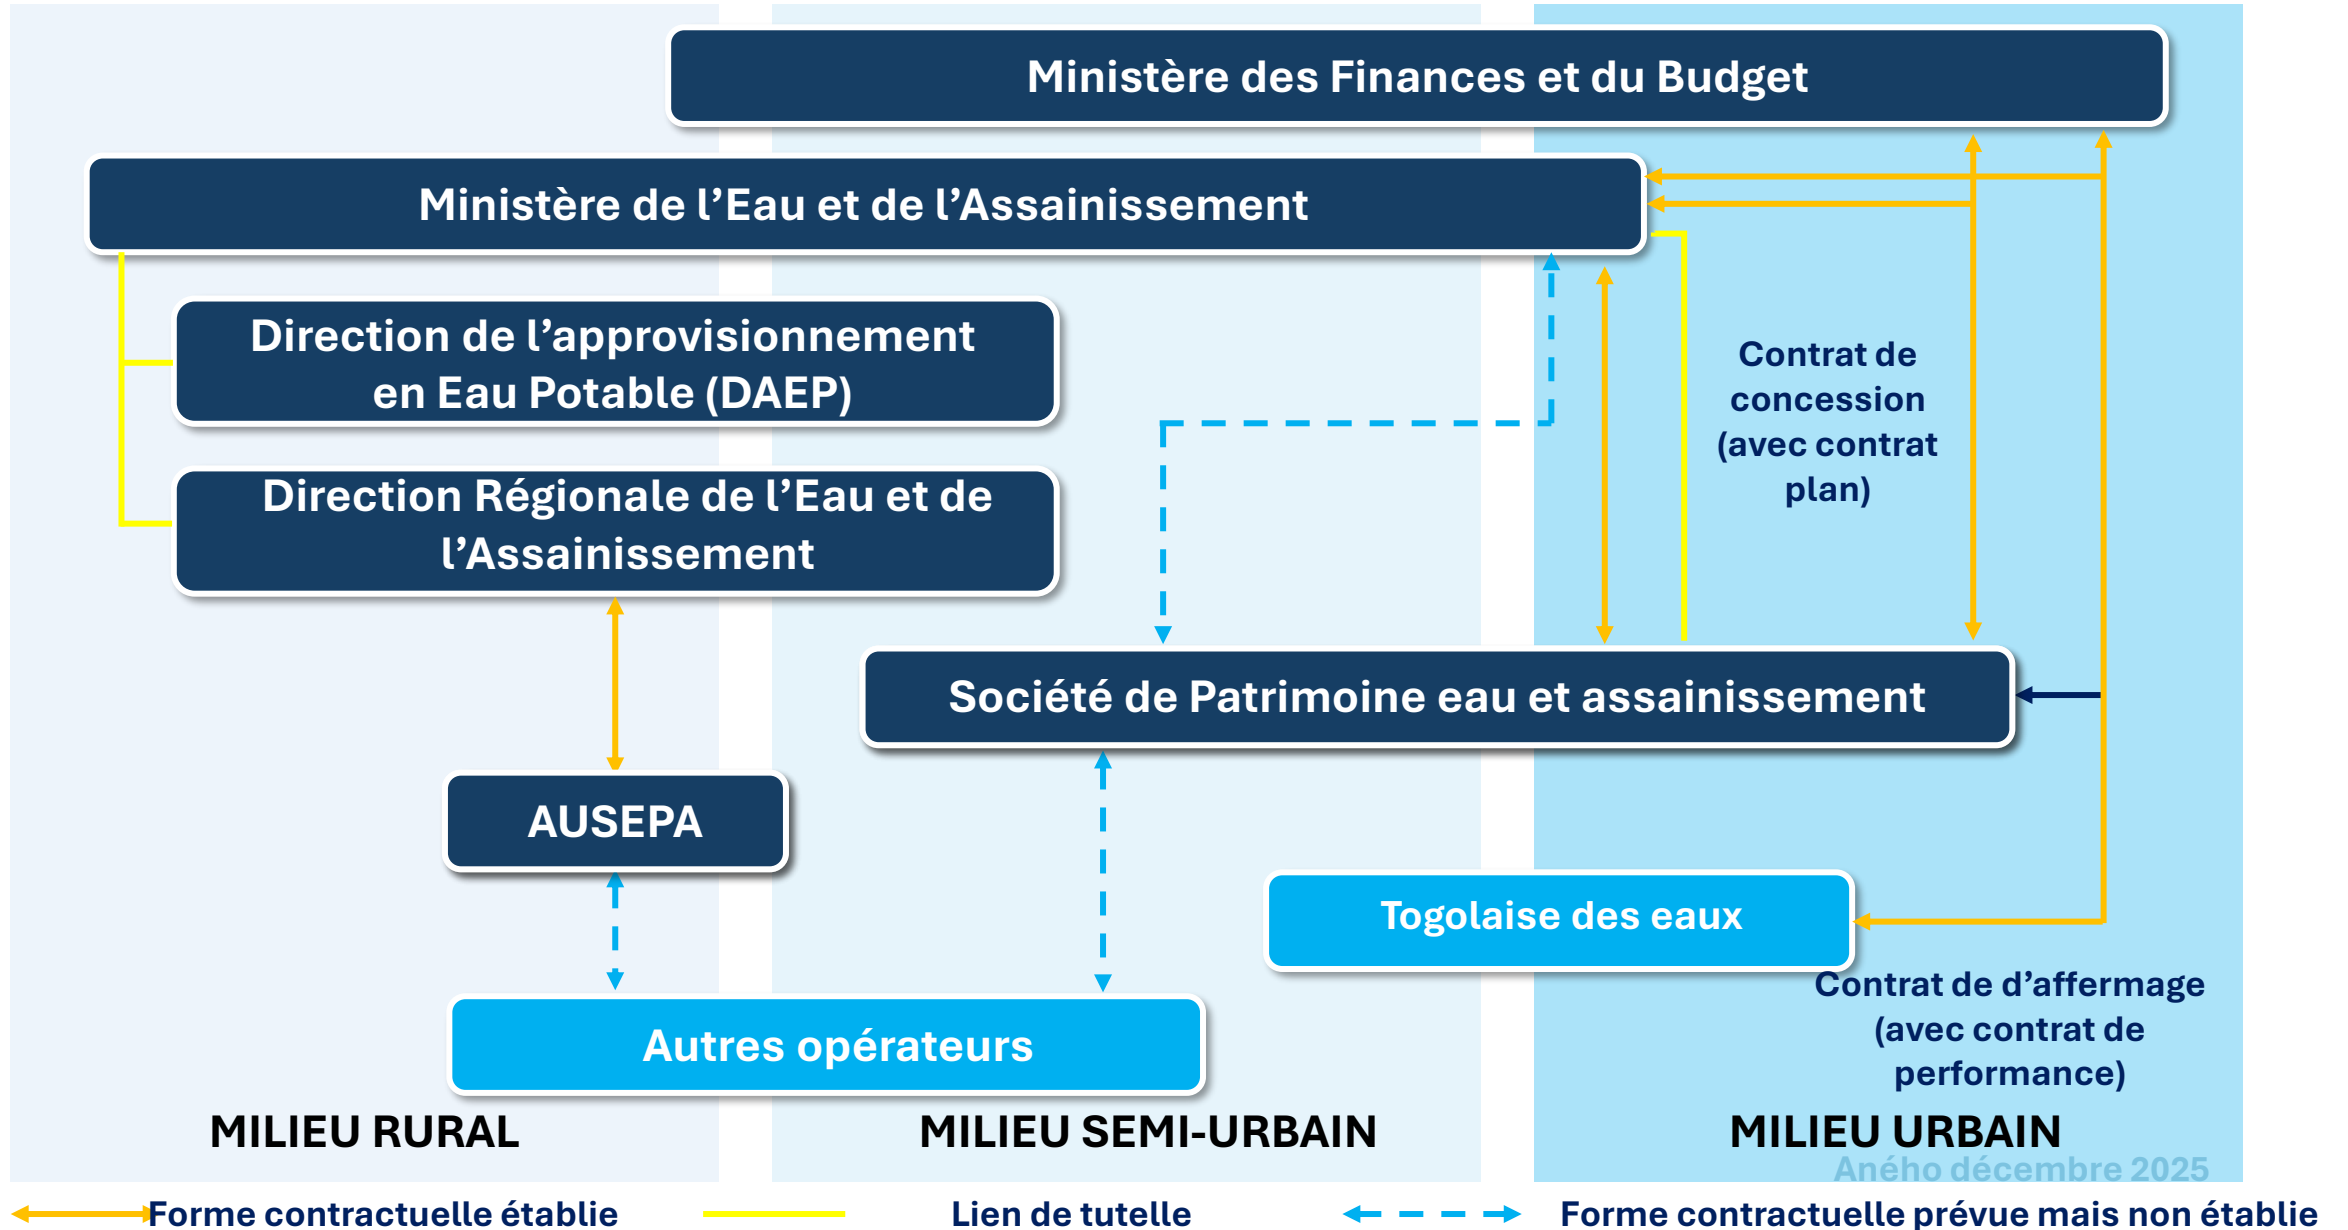 Ministère des Finances et du Budget
Ministère de l’Eau et de l’Assainissement
Direction de l’approvisionnement
en Eau Potable (DAEP)
Contrat de
concession
(avec contrat
plan)
Direction Régionale de l’Eau et de
l’Assainissement
Société de Patrimoine eau et assainissement
AUSEPA
Togolaise des eaux
Contrat de d’affermage
(avec contrat de
performance)
Autres opérateurs
MILIEU RURAL
MILIEU SEMI-URBAIN
MILIEU URBAIN
Aného décembre 2025
Forme contractuelle établie
Lien de tutelle
Forme contractuelle prévue mais non établie